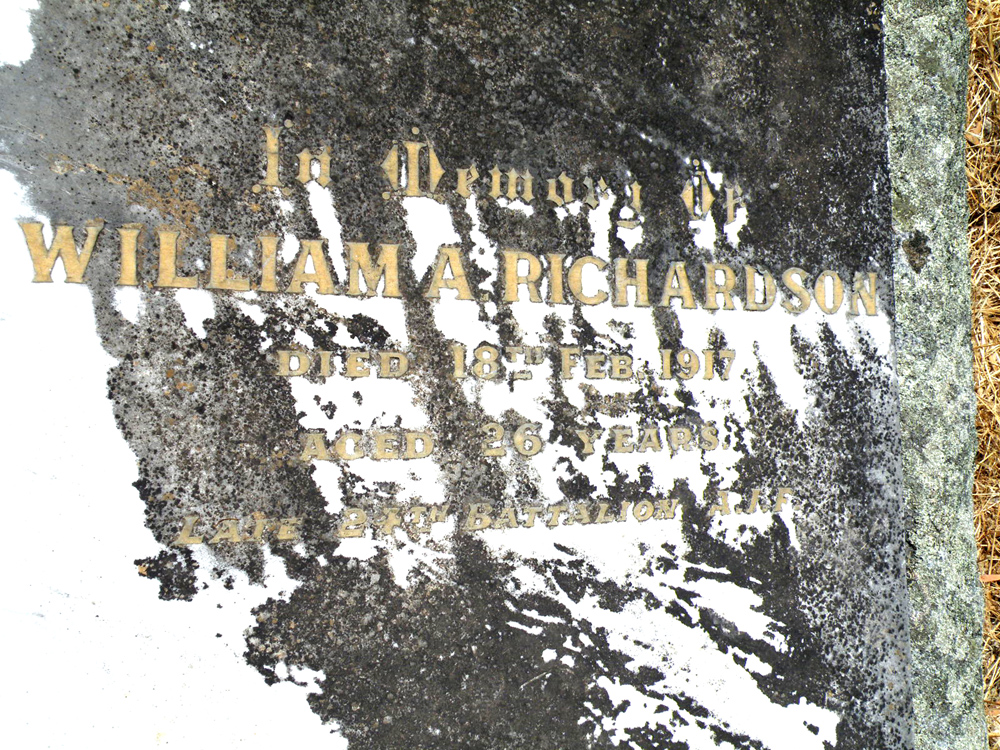 In Memory Of
WILLIAM A. RICHARDSON
DIED 18TH FEB. 1917
AGED 26 YEARS.
LATE 27TH BATTALION A.I.F.